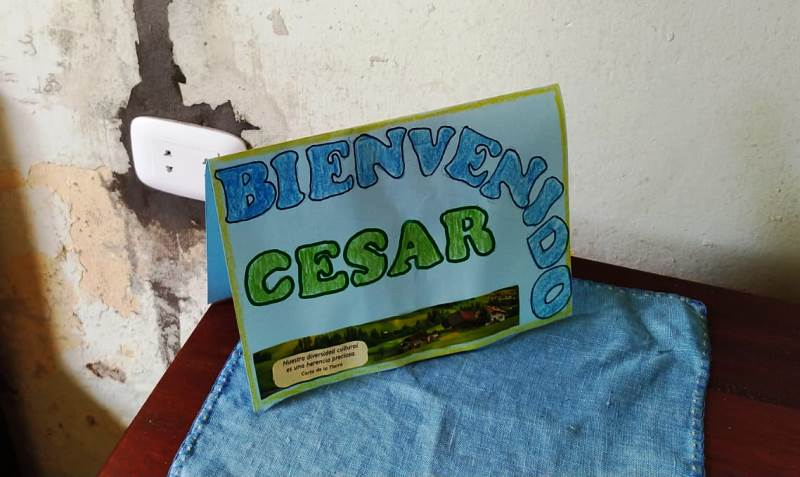 BIENVENIDO
CESAR
Nuestra diversidad cultural
es una herencia preciosa.
Carta de la Tierra